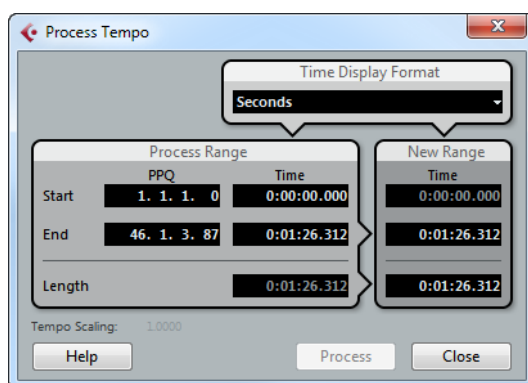 Process Tempo
Time Display Format
Seconds
Process Range
New Range
PPQ Time Time
Start 1. 1. 1. 0 0:00:00.000 0:00:00.000
End 46. 1. 3. 87 0:01:26.312 0:01:26.312
Length 0:01:26.312 0:01:26.312
Tempo Scaling: 1.0000
Help Process Close